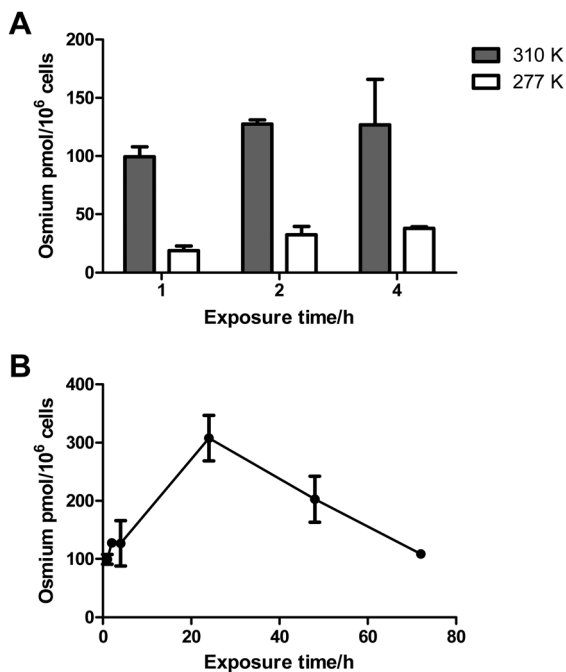 A
200
150
100
50
0
Osmium pmol/10⁶ cells
310 K
277 K
1 2 4
Exposure time/h
B
400
300
200
100
0
Osmium pmol/10⁶ cells
0 20 40 60 80
Exposure time/h